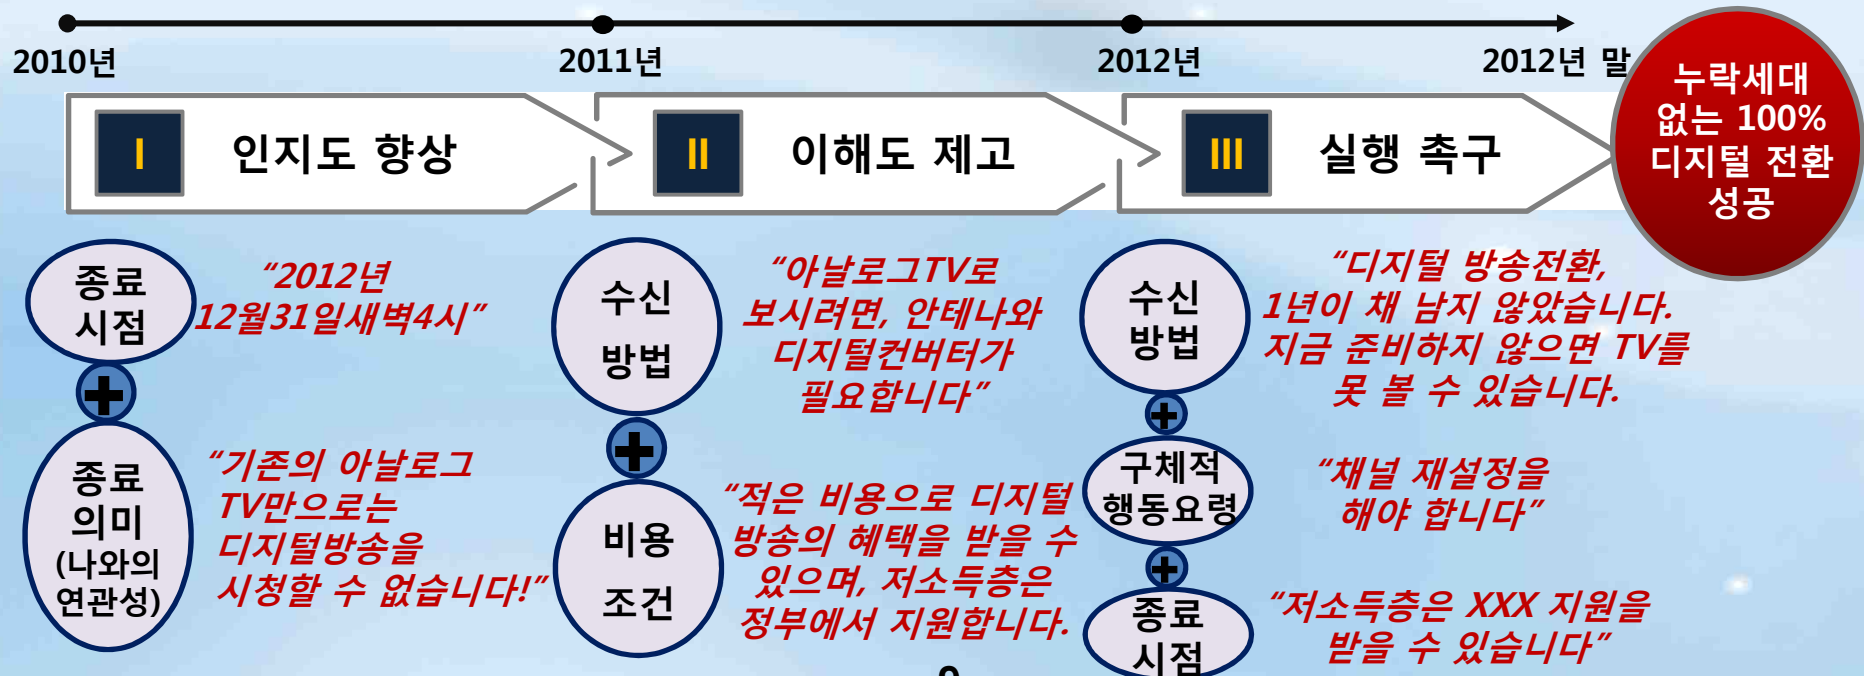 2010년
2011년
2012년
2012년 말
누락세대
없는 100%
디지털 전환
성공
I
인지도 향상
II
이해도 제고
III
실행 촉구
종료
시점
“2012년
12월31일새벽4시”
+
종료
의미
(나와의
연관성)
“기존의 아날로그
TV만으로는
디지털방송을
시청할 수 없습니다!”
수신
방법
“아날로그TV로
보시려면, 안테나와
디지털컨버터가
필요합니다”
+
비용
조건
“적은 비용으로 디지털
방송의 혜택을 받을 수
있으며, 저소득층은
정부에서 지원합니다.
수신
방법
“디지털 방송전환,
1년이 채 남지 않았습니다.
지금 준비하지 않으면 TV를
못 볼 수 있습니다.
+
구체적
행동요령
“채널 재설정을
해야 합니다”
+
종료
시점
“저소득층은 XXX 지원을
받을 수 있습니다”